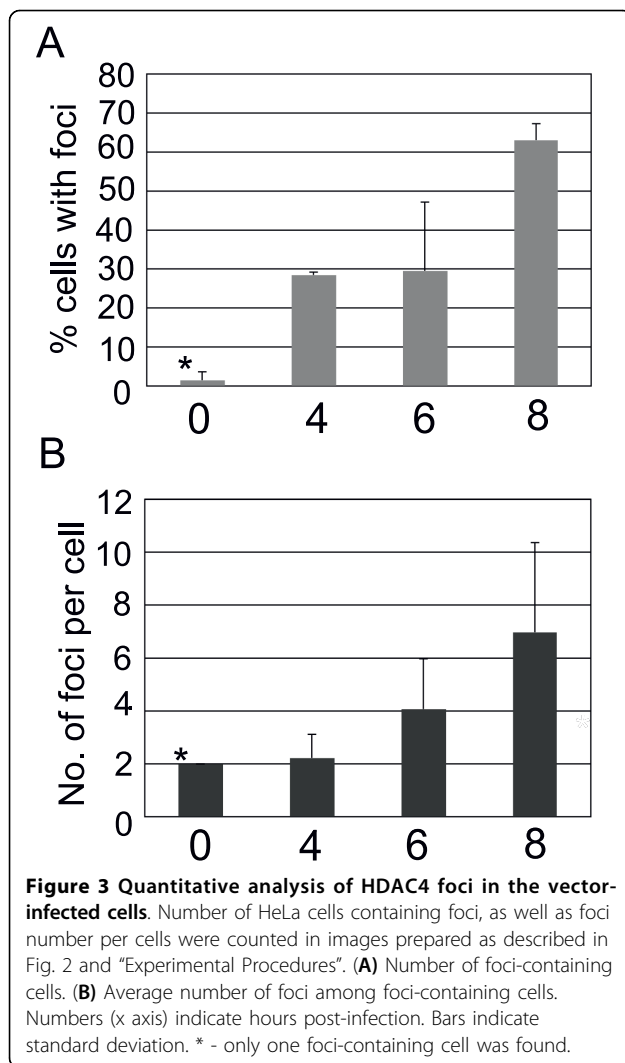 A
% cells with foci
80
70
60
50
40
30
20
10
0
*
0 4 6 8
B
No. of foci per cell
12
10
8
6
4
2
0
*
*
0 4 6 8
Figure 3 Quantitative analysis of HDAC4 foci in the vector-
infected cells. Number of HeLa cells containing foci, as well as foci
number per cells were counted in images prepared as described in
Fig. 2 and “Experimental Procedures”. (A) Number of foci-containing
cells. (B) Average number of foci among foci-containing cells.
Numbers (x axis) indicate hours post-infection. Bars indicate
standard deviation. * - only one foci-containing cell was found.